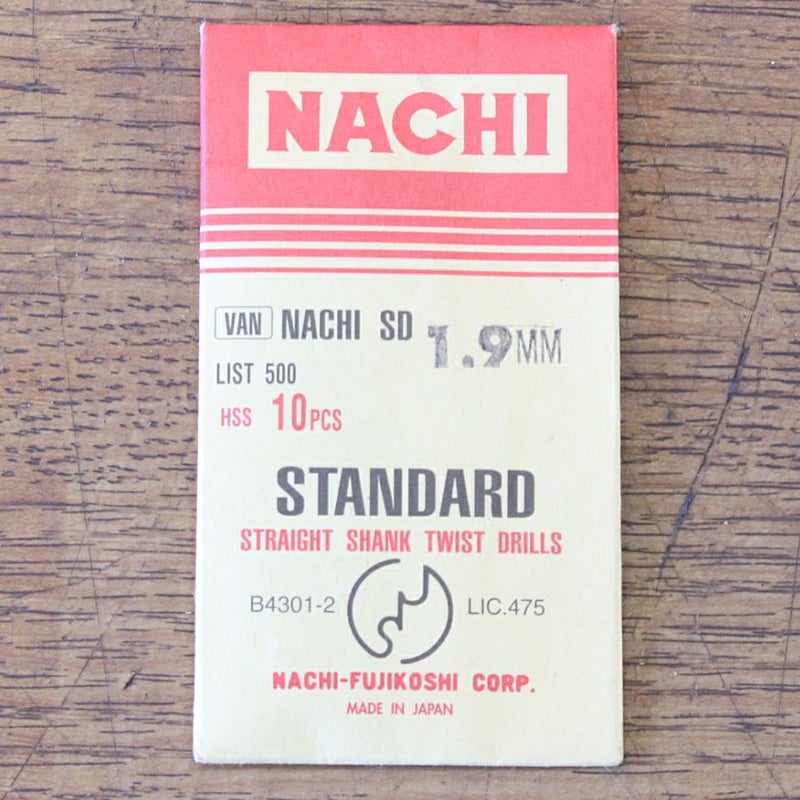 NACHI
VAN NACHI SD 1.9MM
LIST 500
HSS 10PCS
STANDARD
STRAIGHT SHANK TWIST DRILLS
B4301-2 LIC.475
NACHI-FUJIKOSHI CORP.
MADE IN JAPAN